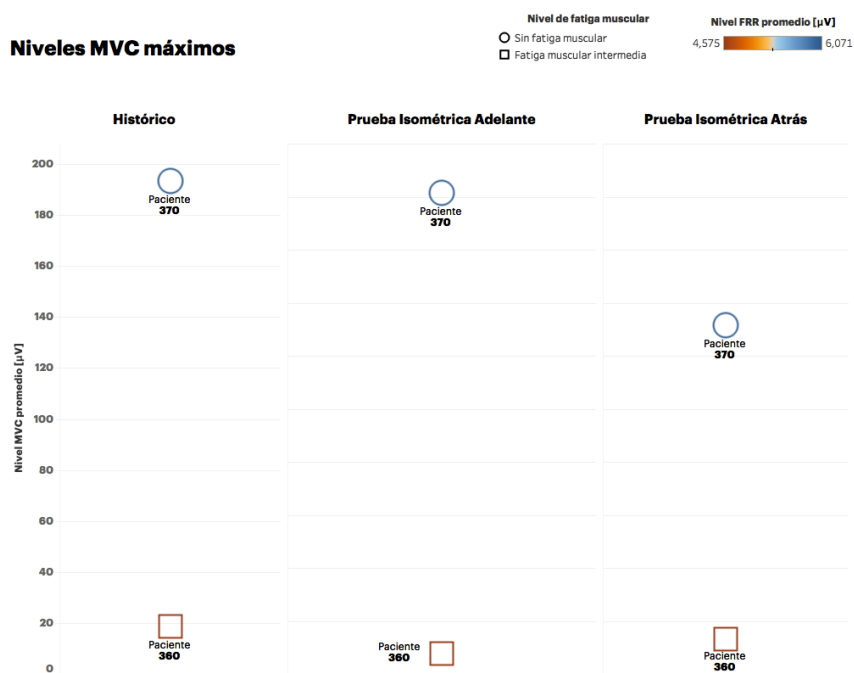 Niveles MVC máximos
Nivel de fatiga muscular
Sin fatiga muscular
Fatiga muscular intermedia
Nivel FRR promedio [µV]
4,575 6,071
Histórico
Prueba Isométrica Adelante
Prueba Isométrica Atrás
Nivel MVC promedio [µV]
200
180
160
140
120
100
80
60
40
20
0
Paciente
370
Paciente
360
Paciente
370
Paciente
360
Paciente
370
Paciente
360